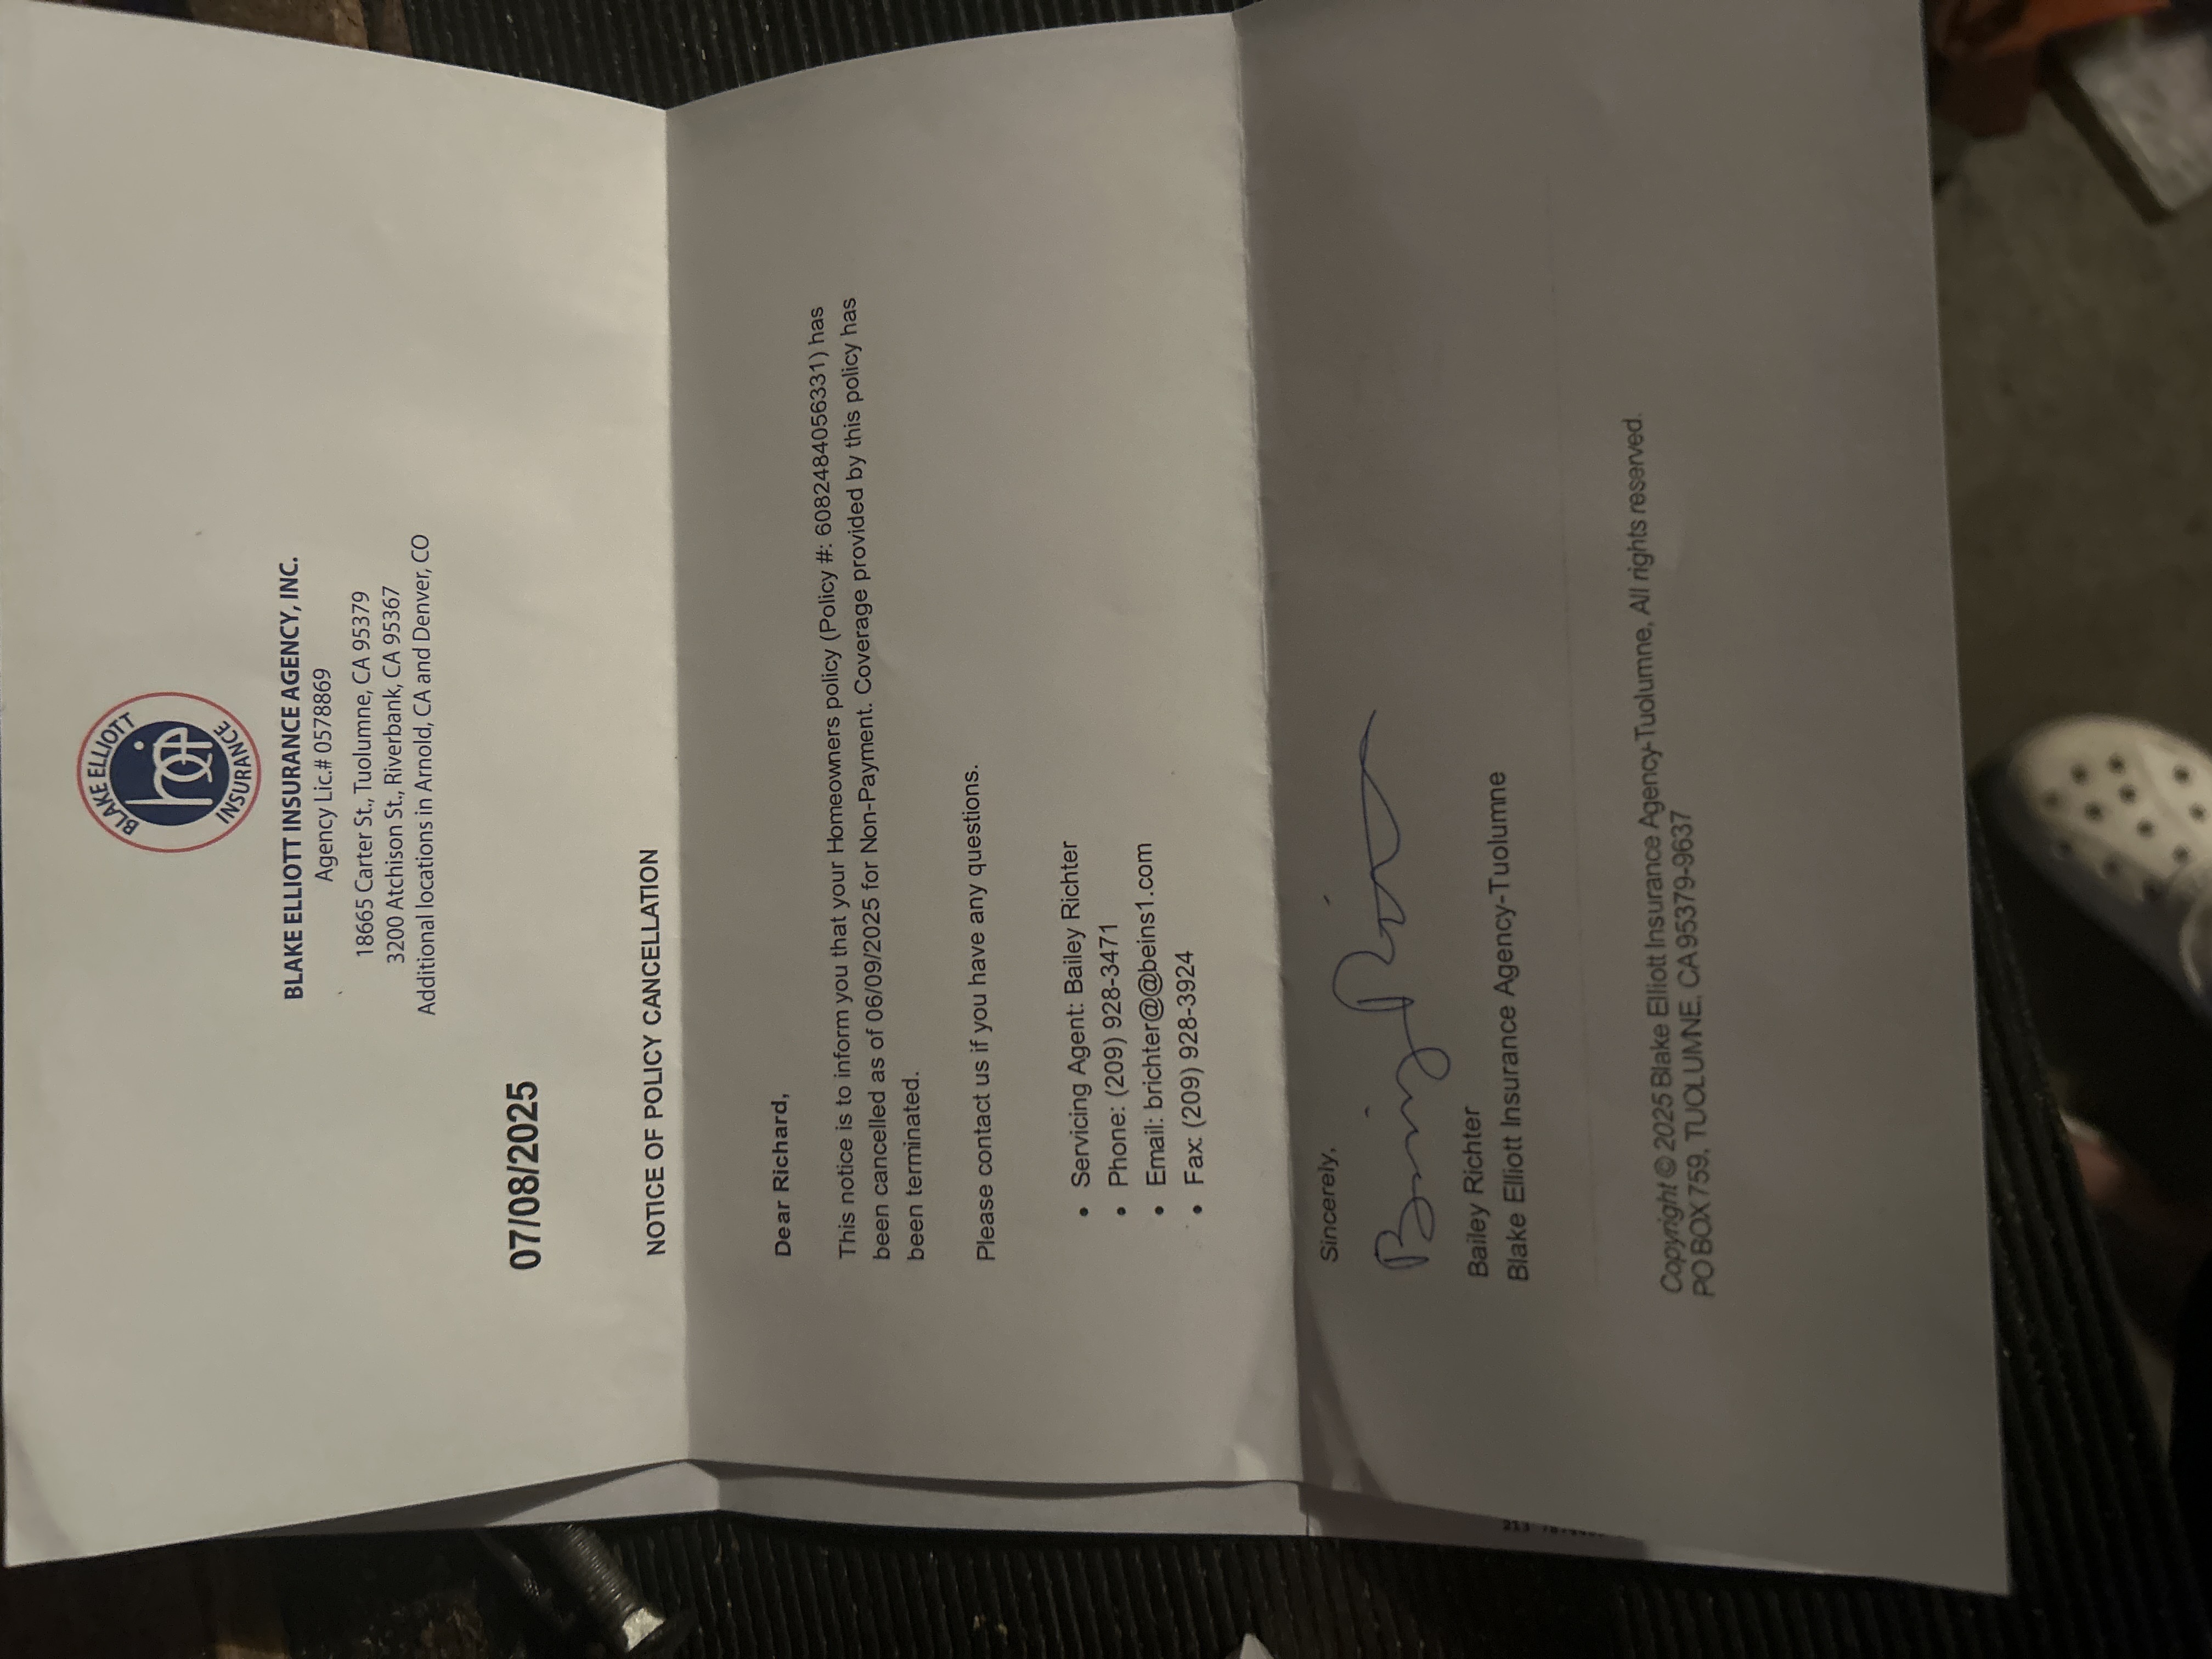 BLAKE ELLIOTT
INSURANCE
BLAKE ELLIOTT INSURANCE AGENCY, INC.
Agency Lic.# 0578869
18665 Carter St., Tuolumne, CA 95379
3200 Atchison St., Riverbank, CA 95367
Additional locations in Arnold, CA and Denver, CO
07/08/2025
NOTICE OF POLICY CANCELLATION
Dear Richard,
This notice is to inform you that your Homeowners policy (Policy #: 6082484056331) has
been cancelled as of 06/09/2025 for Non-Payment. Coverage provided by this policy has
been terminated.
Please contact us if you have any questions.
• Servicing Agent: Bailey Richter
• Phone: (209) 928-3471
• Email: brichter@@beins1.com
• Fax: (209) 928-3924
Sincerely,
Bailey Richter
Blake Elliott Insurance Agency-Tuolumne
Copyright © 2025 Blake Elliott Insurance Agency-Tuolumne, All rights reserved.
PO BOX 759, TUOLUMNE, CA 95379-9637